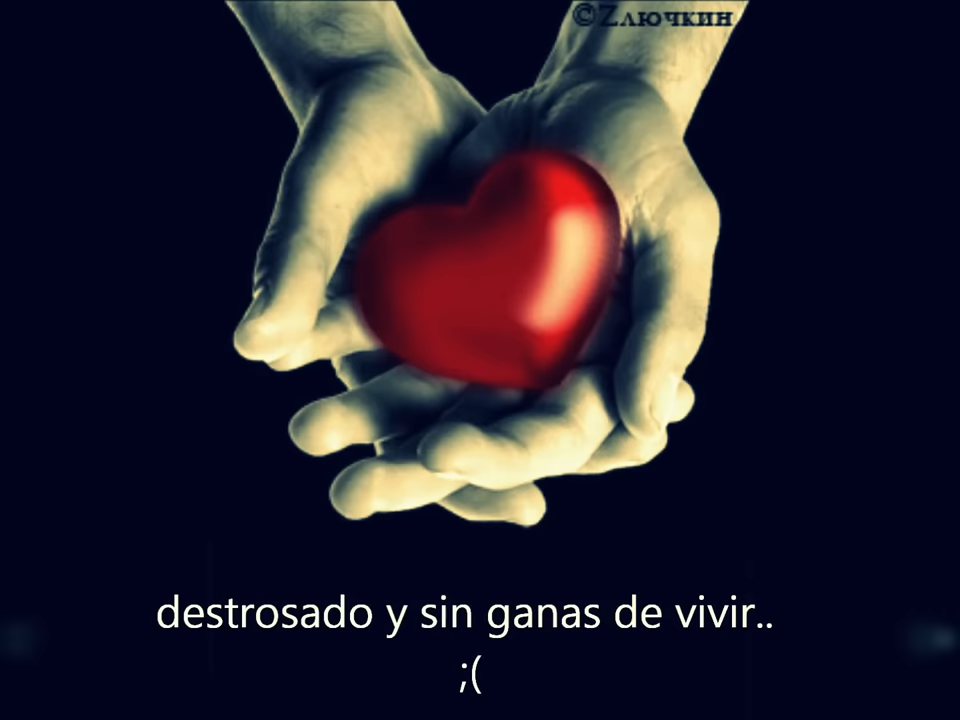 ©Zлючкин
destrosado y sin ganas de vivir..
;(